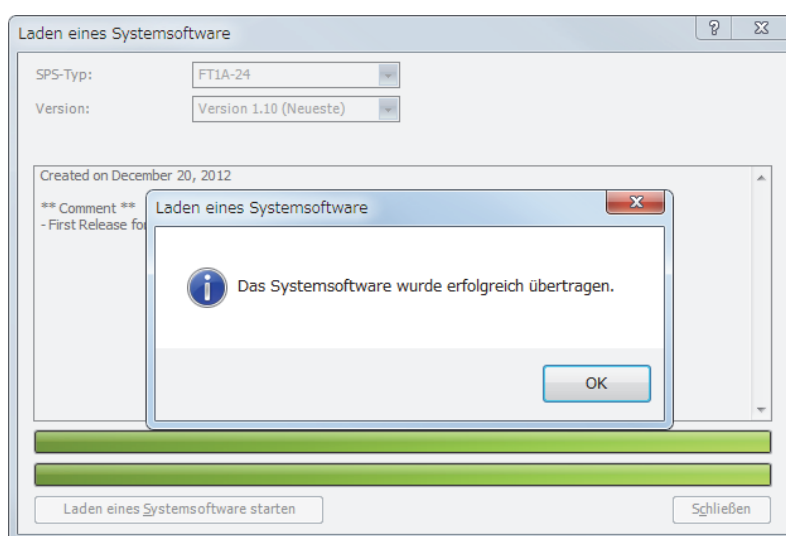 Laden eines Systemsoftware
SPS-Typ: FT1A-24
Version: Version 1.10 (Neueste)
Created on December 20, 2012
** Comment **
- First Release for
Laden eines Systemsoftware
Das Systemsoftware wurde erfolgreich übertragen.
OK
Laden eines Systemsoftware starten
Schließen